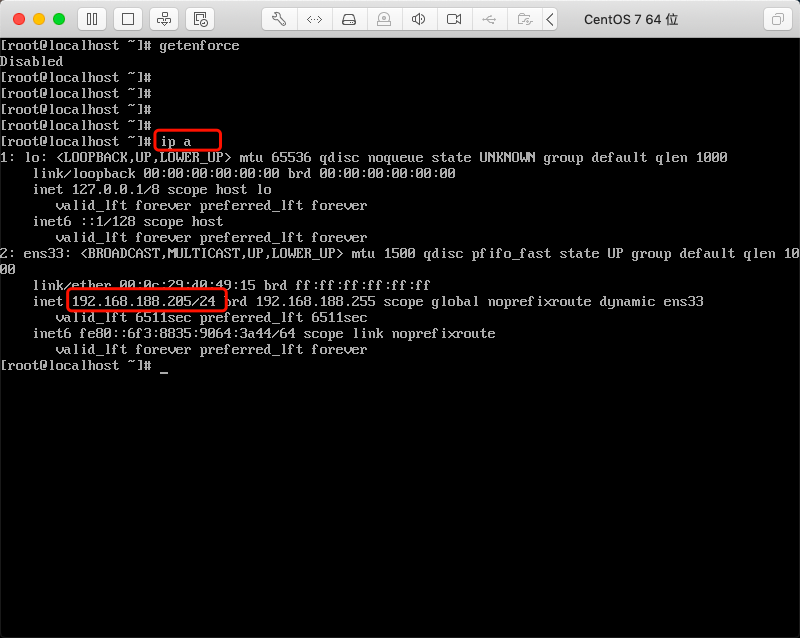 CentOS 7 64 位
[root@localhost ~]# getenforce
Disabled
[root@localhost ~]#
[root@localhost ~]#
[root@localhost ~]#
[root@localhost ~]#
[root@localhost ~]# ip a
1: lo: <LOOPBACK,UP,LOWER_UP> mtu 65536 qdisc noqueue state UNKNOWN group default qlen 1000
    link/loopback 00:00:00:00:00:00 brd 00:00:00:00:00:00
    inet 127.0.0.1/8 scope host lo
       valid_lft forever preferred_lft forever
    inet6 ::1/128 scope host
       valid_lft forever preferred_lft forever
2: ens33: <BROADCAST,MULTICAST,UP,LOWER_UP> mtu 1500 qdisc pfifo_fast state UP group default qlen 10
00
    link/ether 00:0c:29:d0:49:15 brd ff:ff:ff:ff:ff:ff
    inet 192.168.188.205/24 brd 192.168.188.255 scope global noprefixroute dynamic ens33
       valid_lft 6511sec preferred_lft 6511sec
    inet6 fe80::6f3:8835:9064:3a44/64 scope link noprefixroute
       valid_lft forever preferred_lft forever
[root@localhost ~]# _